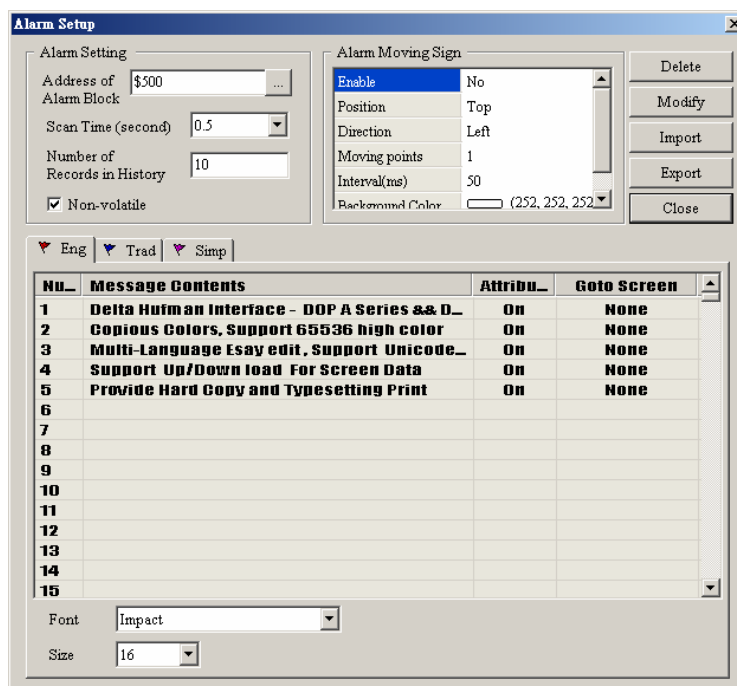 Alarm Setup
Alarm Setting
Address of Alarm Block
$500
...
Scan Time (second)
0.5
Number of Records in History
10
Non-volatile
Alarm Moving Sign
Enable No
Position Top
Direction Left
Moving points 1
Interval(ms) 50
Background Color (252, 252, 252
Delete
Modify
Import
Export
Close
Eng Trad Simp
Nu... Message Contents Attribu... Goto Screen
1 Delta Hufman Interface - DOP A Series && D... On None
2 Copious Colors, Support 65536 high color On None
3 Multi-Language Esay edit, Support Unicode... On None
4 Support Up/Down load For Screen Data On None
5 Provide Hard Copy and Typesetting Print On None
6
7
8
9
10
11
12
13
14
15
Font Impact
Size 16